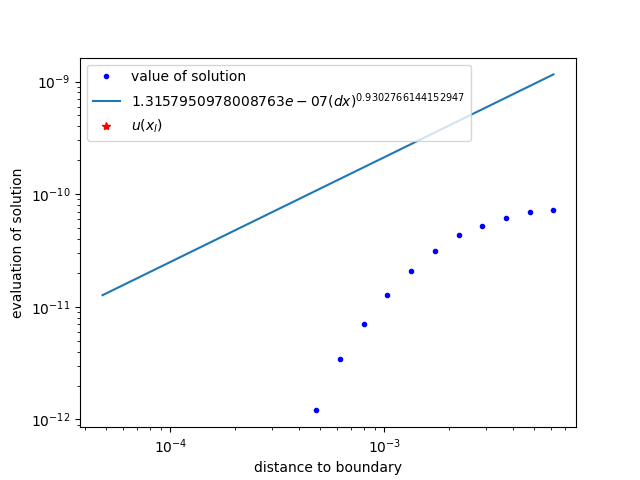 value of solution
1.3157950978008763e − 07(dx)^0.9302766144152947
u(x_l)
10^−9
10^−10
10^−11
10^−12
evaluation of solution
10^−4
10^−3
distance to boundary